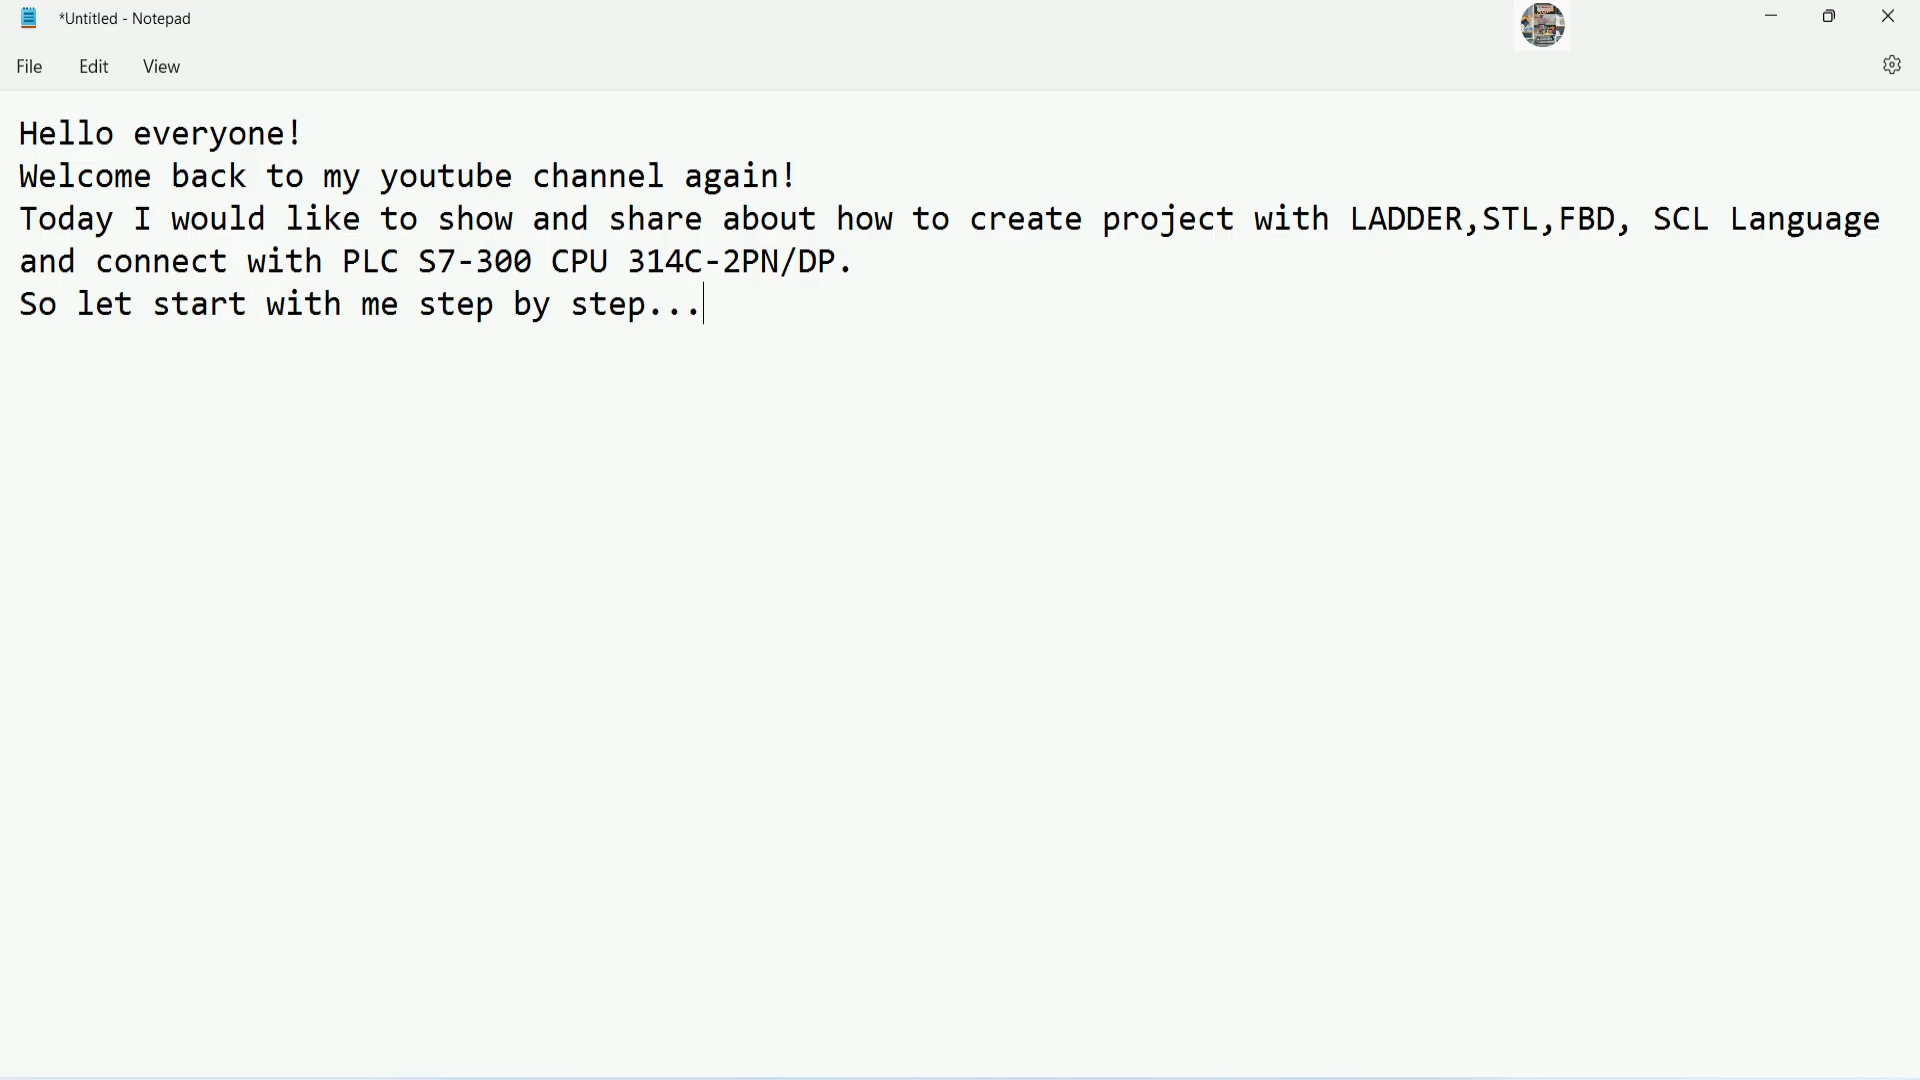 *Untitled - Notepad
File Edit View
Hello everyone!
Welcome back to my youtube channel again!
Today I would like to show and share about how to create project with LADDER,STL,FBD, SCL Language
and connect with PLC S7-300 CPU 314C-2PN/DP.
So let start with me step by step...